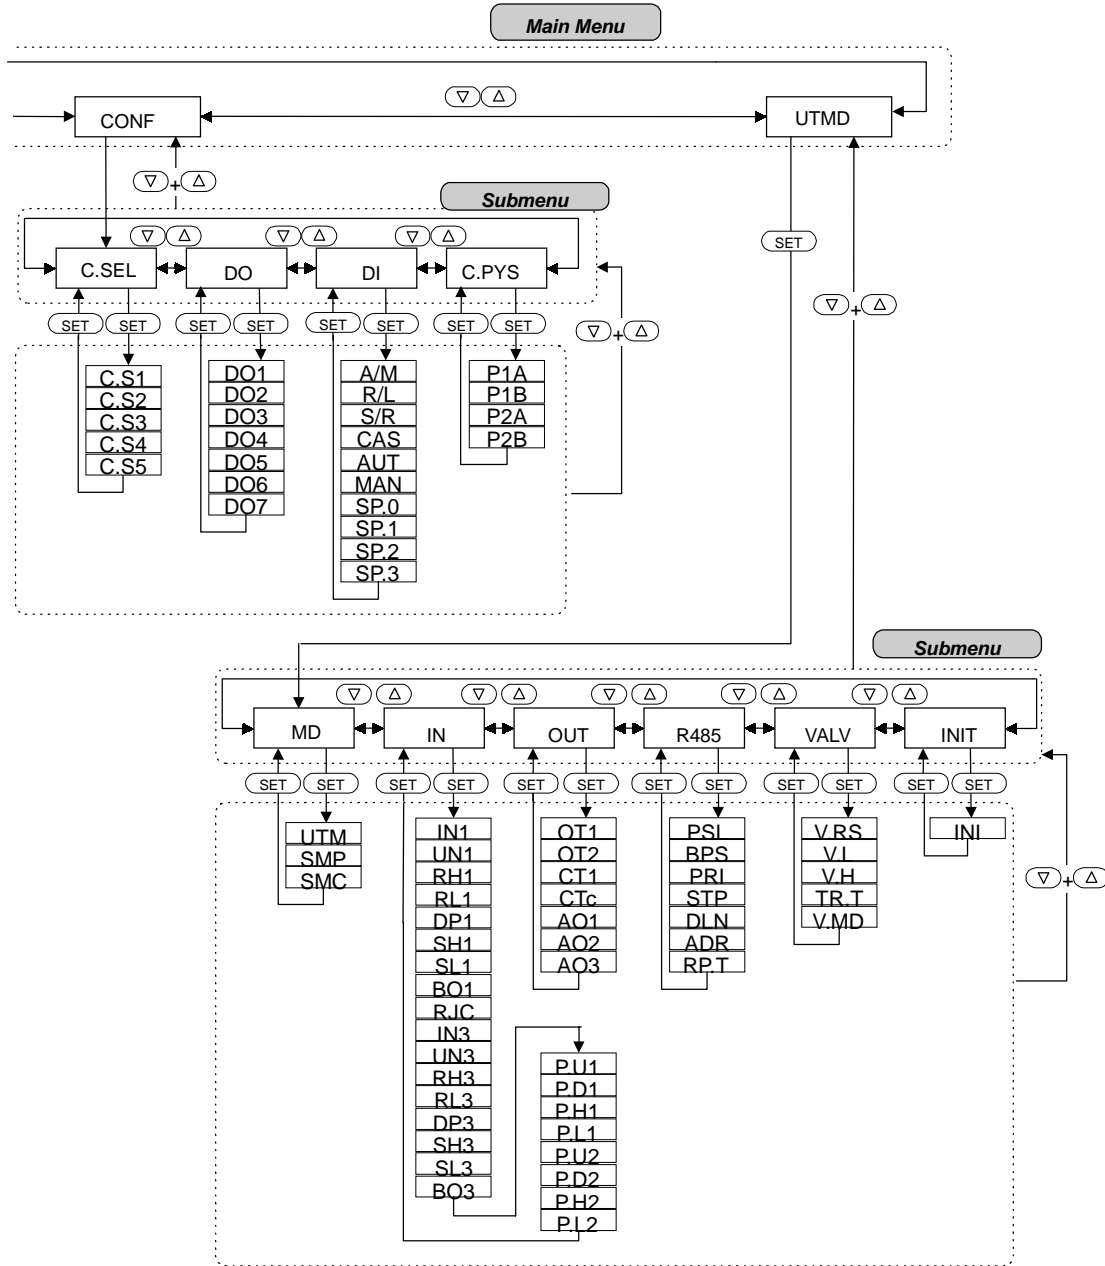 Main Menu
CONF
UTMD
+
Submenu
SET
C.SEL
DO
DI
C.PYS
+
+
SET SET SET SET SET SET SET SET
C.S1
C.S2
C.S3
C.S4
C.S5
DO1
DO2
DO3
DO4
DO5
DO6
DO7
A/M
R/L
S/R
CAS
AUT
MAN
SP.0
SP.1
SP.2
SP.3
P1A
P1B
P2A
P2B
Submenu
MD
IN
OUT
R485
VALV
INIT
SET SET SET SET SET SET SET SET SET SET SET SET
+
UTM
SMP
SMC
IN1
UN1
RH1
RL1
DP1
SH1
SL1
BO1
RJC
IN3
UN3
RH3
RL3
DP3
SH3
SL3
BO3
P.U1
P.D1
P.H1
P.L1
P.U2
P.D2
P.H2
P.L2
OT1
OT2
CT1
CTc
AO1
AO2
AO3
PSL
BPS
PRI
STP
DLN
ADR
RP.T
V.RS
V.L
V.H
TR.T
V.MD
INI